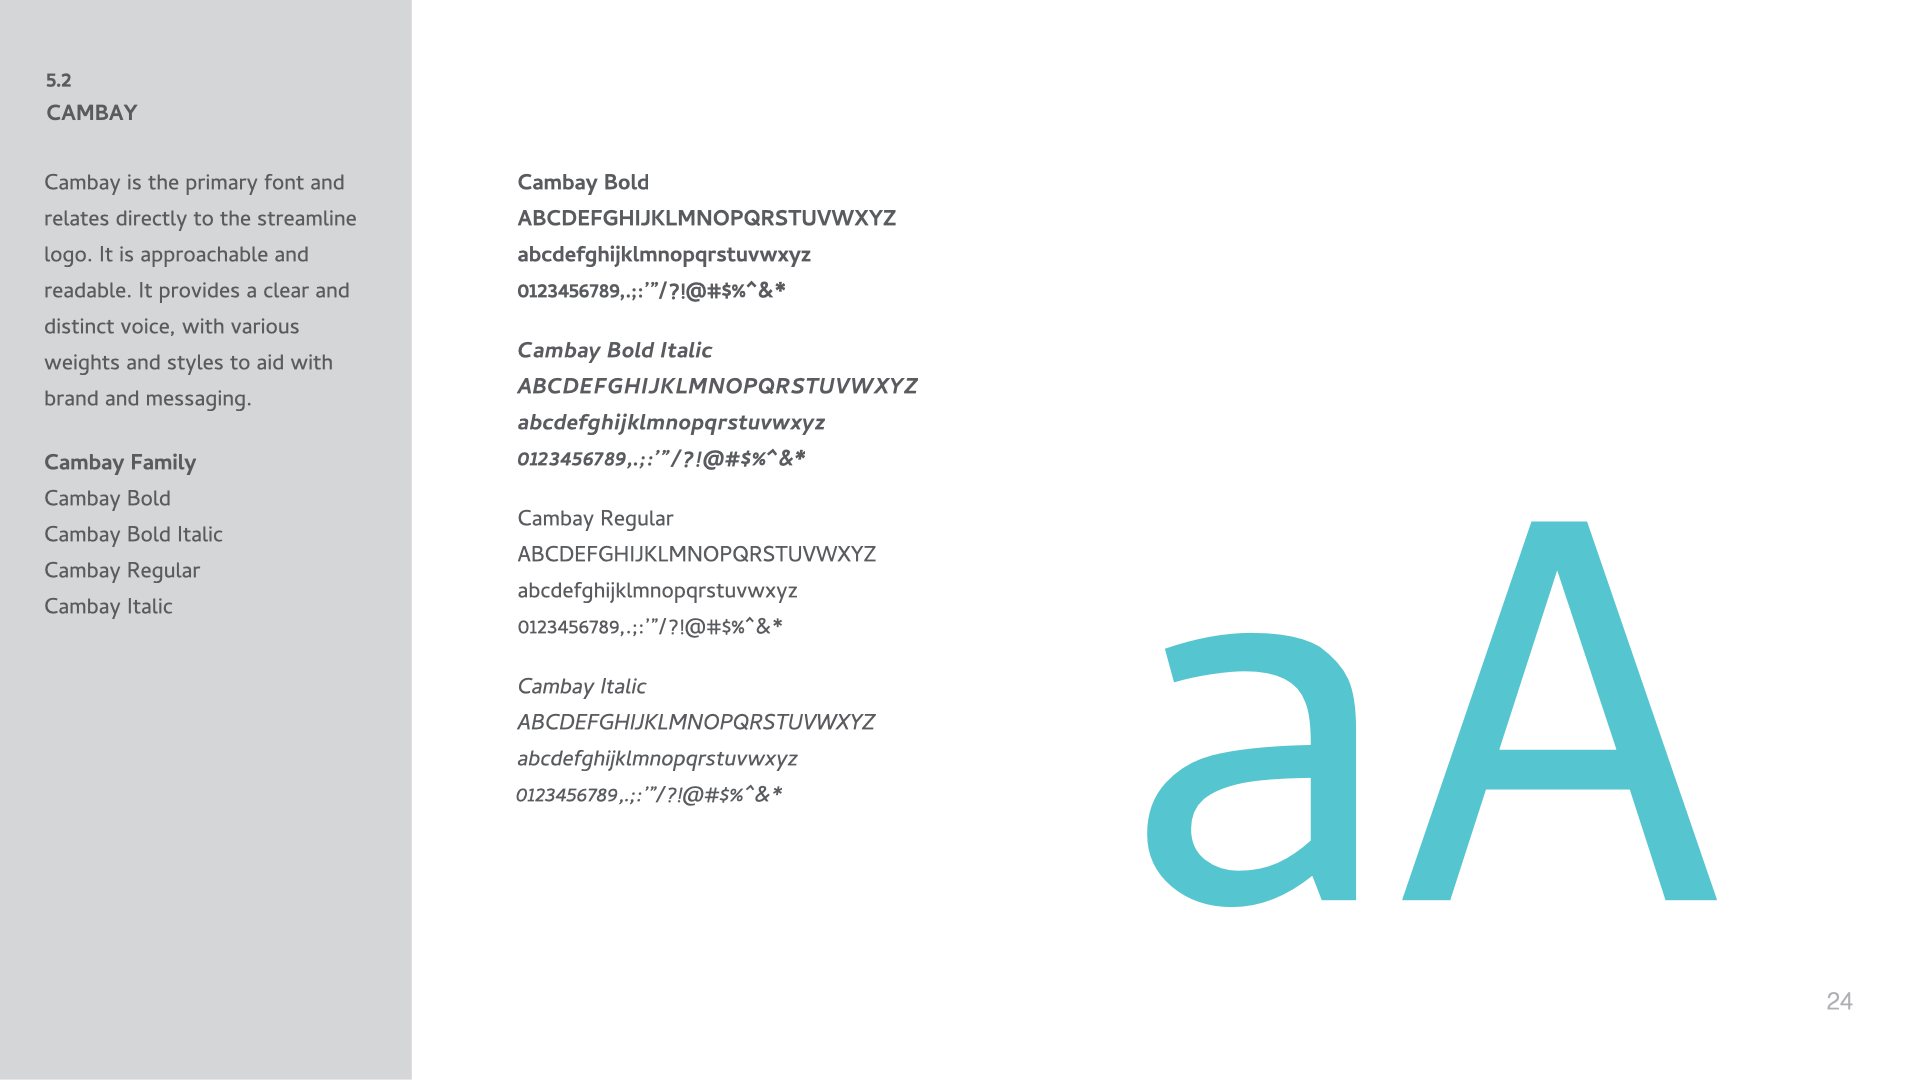 5.2
CAMBAY
Cambay is the primary font and
relates directly to the streamline
logo. It is approachable and
readable. It provides a clear and
distinct voice, with various
weights and styles to aid with
brand and messaging.
Cambay Family
Cambay Bold
Cambay Bold Italic
Cambay Regular
Cambay Italic
Cambay Bold
ABCDEFGHIJKLMNOPQRSTUVWXYZ
abcdefghijklmnopqrstuvwxyz
0123456789,.;:’”/?!@#$%^&*
Cambay Bold Italic
ABCDEFGHIJKLMNOPQRSTUVWXYZ
abcdefghijklmnopqrstuvwxyz
0123456789,.;:’”/?!@#$%^&*
Cambay Regular
ABCDEFGHIJKLMNOPQRSTUVWXYZ
abcdefghijklmnopqrstuvwxyz
0123456789,.;:’”/?!@#$%^&*
Cambay Italic
ABCDEFGHIJKLMNOPQRSTUVWXYZ
abcdefghijklmnopqrstuvwxyz
0123456789,.;:’”/?!@#$%^&*
aA
24